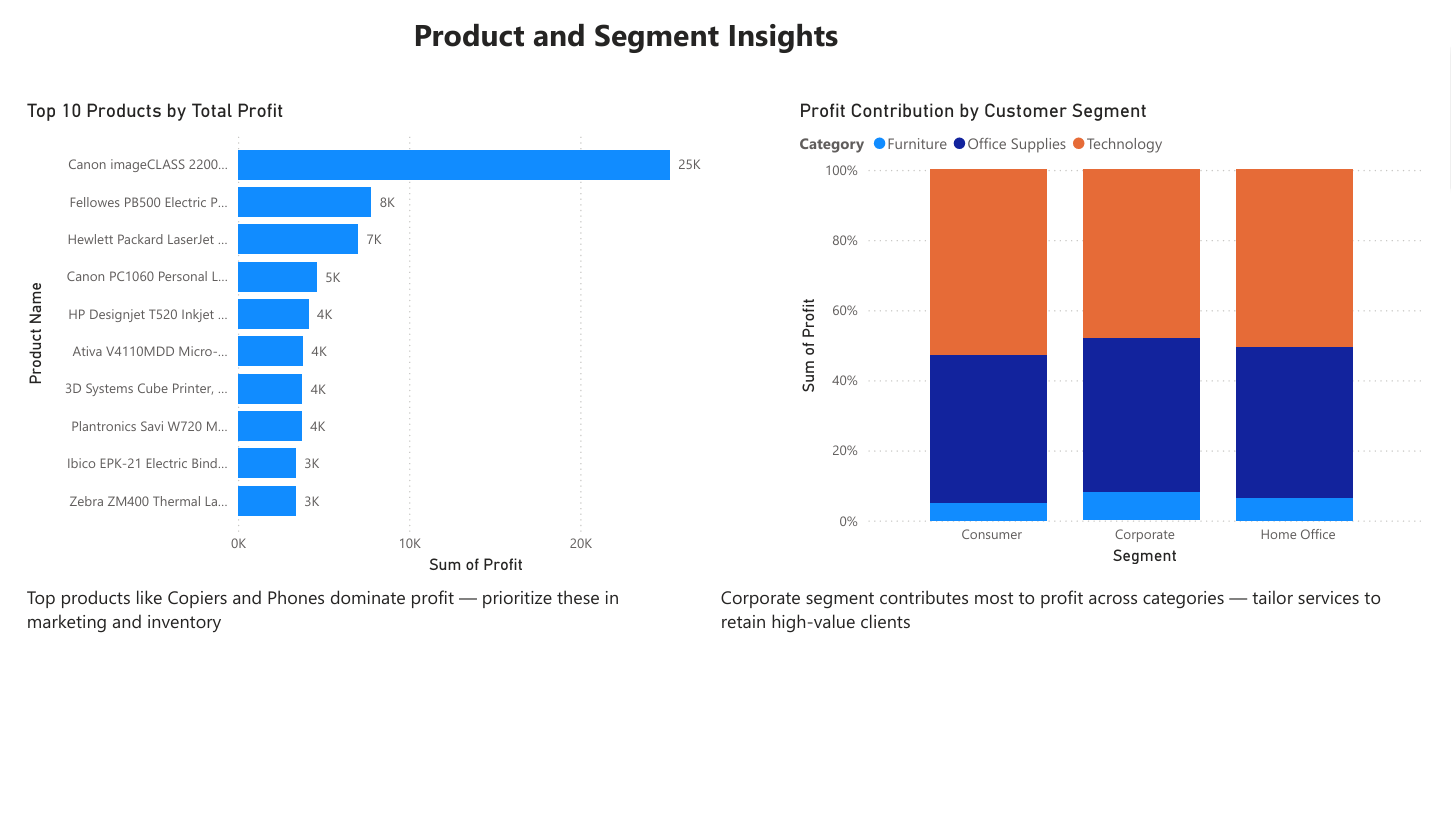 Product and Segment Insights
Top 10 Products by Total Profit
Product Name
Canon imageCLASS 2200...
25K
Fellowes PB500 Electric P...
8K
Hewlett Packard LaserJet ...
7K
Canon PC1060 Personal L...
5K
HP Designjet T520 Inkjet ...
4K
Ativa V4110MDD Micro-...
4K
3D Systems Cube Printer, ...
4K
Plantronics Savi W720 M...
4K
Ibico EPK-21 Electric Bind...
3K
Zebra ZM400 Thermal La...
3K
0K 10K 20K
Sum of Profit
Top products like Copiers and Phones dominate profit — prioritize these in
marketing and inventory
Profit Contribution by Customer Segment
Category Furniture Office Supplies Technology
Sum of Profit
100%
80%
60%
40%
20%
0%
Consumer Corporate Home Office
Segment
Corporate segment contributes most to profit across categories — tailor services to
retain high-value clients